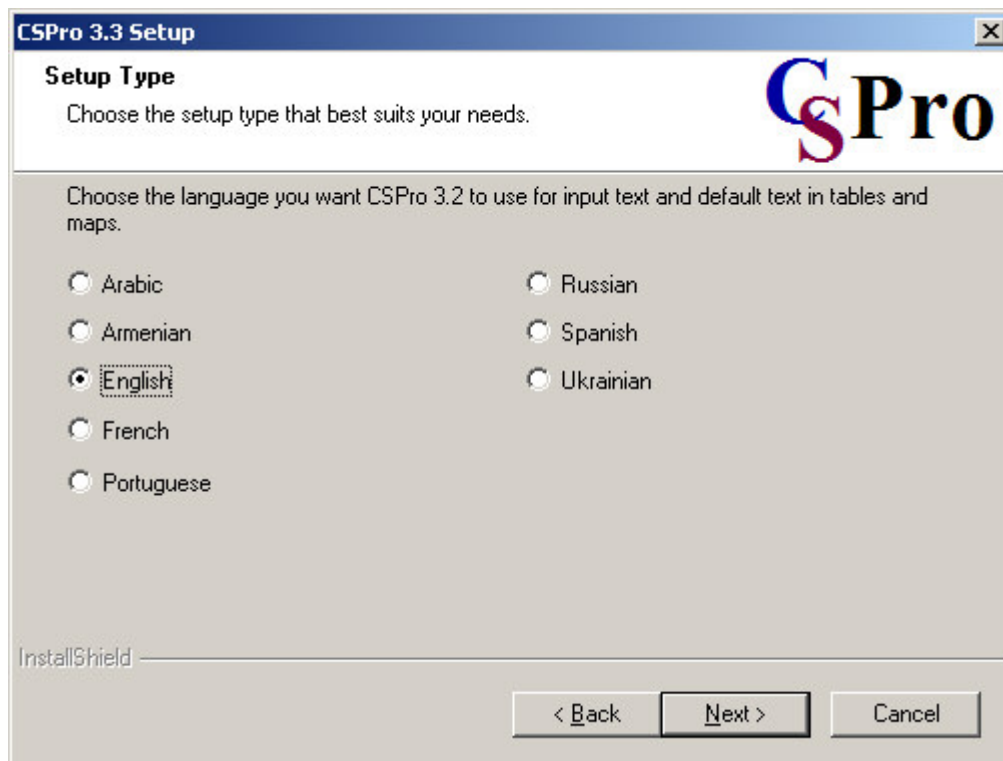 CSPro 3.3 Setup
Setup Type
Choose the setup type that best suits your needs.
CSPro
Choose the language you want CSPro 3.2 to use for input text and default text in tables and
maps.
Arabic
Armenian
English
French
Portuguese
Russian
Spanish
Ukrainian
InstallShield
< Back
Next >
Cancel